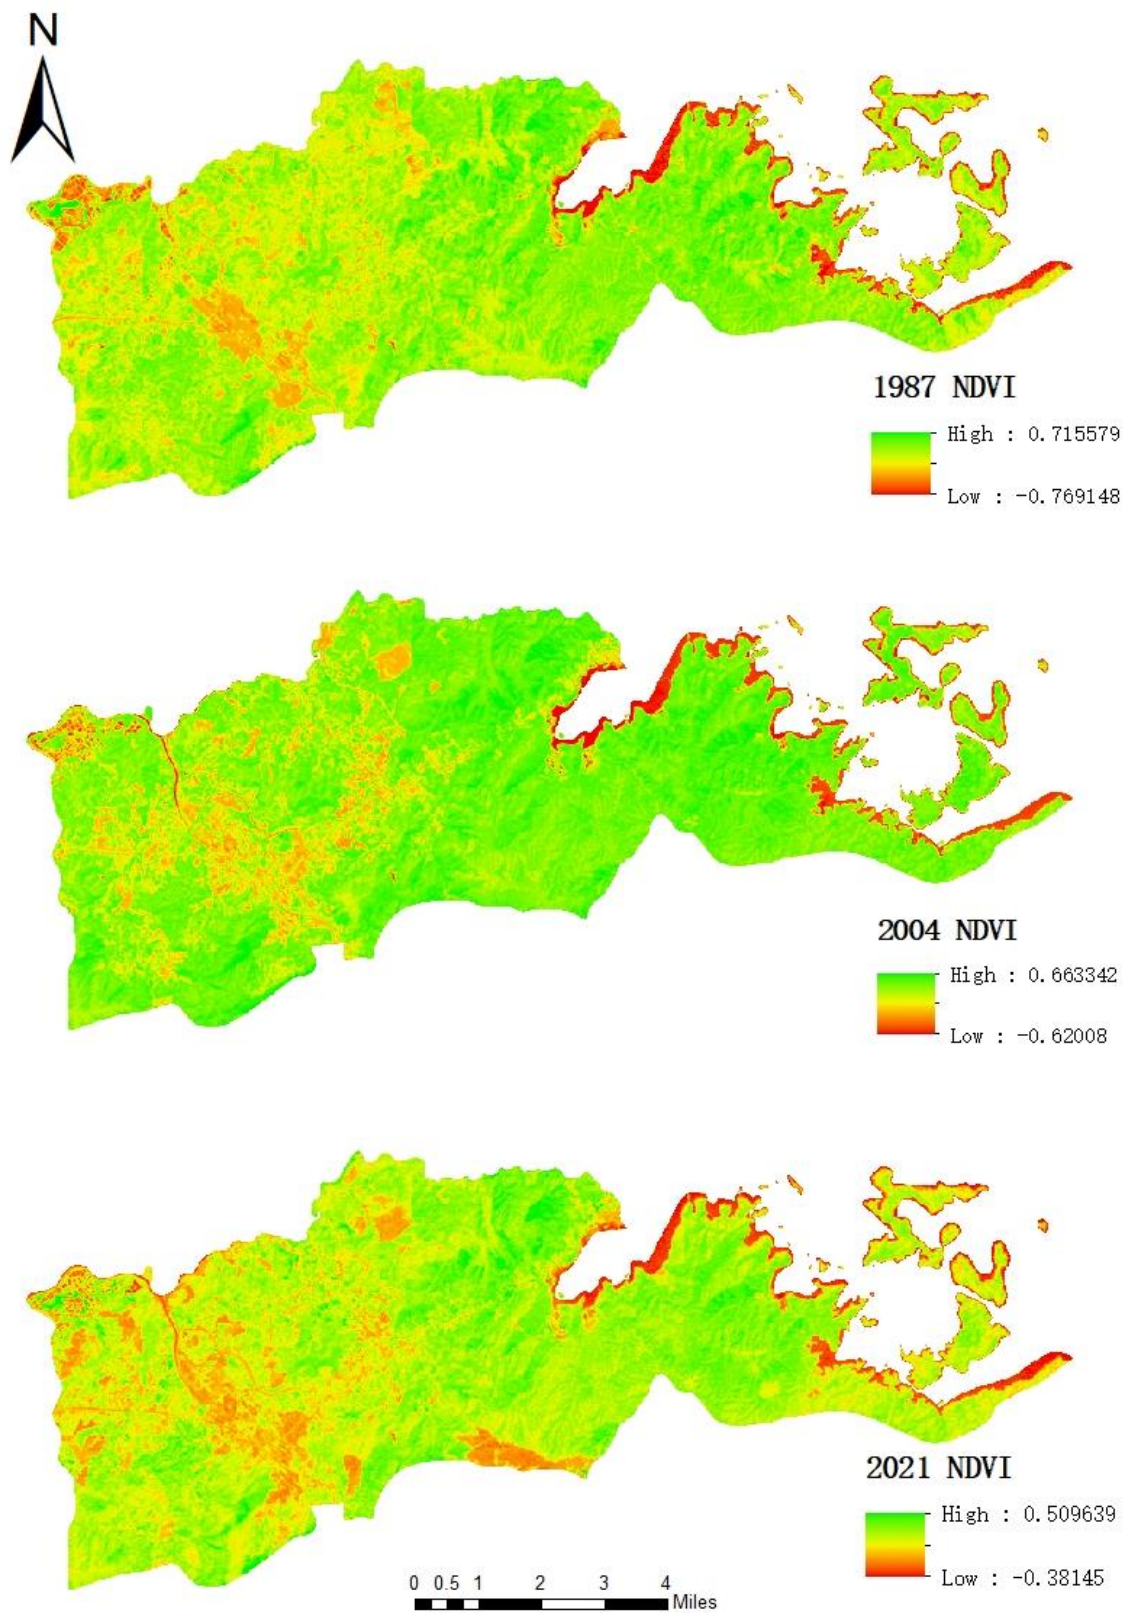 N
1987 NDVI
High : 0.715579
Low : -0.769148
2004 NDVI
High : 0.663342
Low : -0.62008
2021 NDVI
High : 0.509639
Low : -0.38145
0 0.5 1 2 3 4
Miles